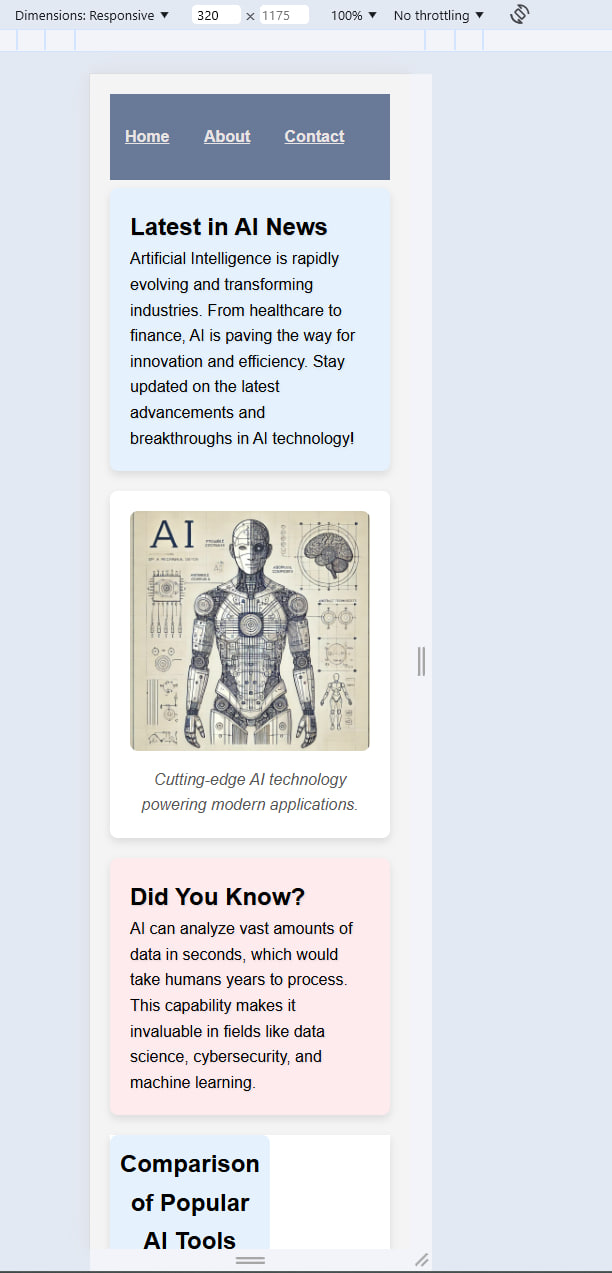 Dimensions: Responsive ▼ 320 × 1175 100% ▼ No throttling ▼
Home About Contact
Latest in AI News
Artificial Intelligence is rapidly
evolving and transforming
industries. From healthcare to
finance, AI is paving the way for
innovation and efficiency. Stay
updated on the latest
advancements and
breakthroughs in AI technology!
AI
Cutting-edge AI technology
powering modern applications.
Did You Know?
AI can analyze vast amounts of
data in seconds, which would
take humans years to process.
This capability makes it
invaluable in fields like data
science, cybersecurity, and
machine learning.
Comparison
of Popular
AI Tools